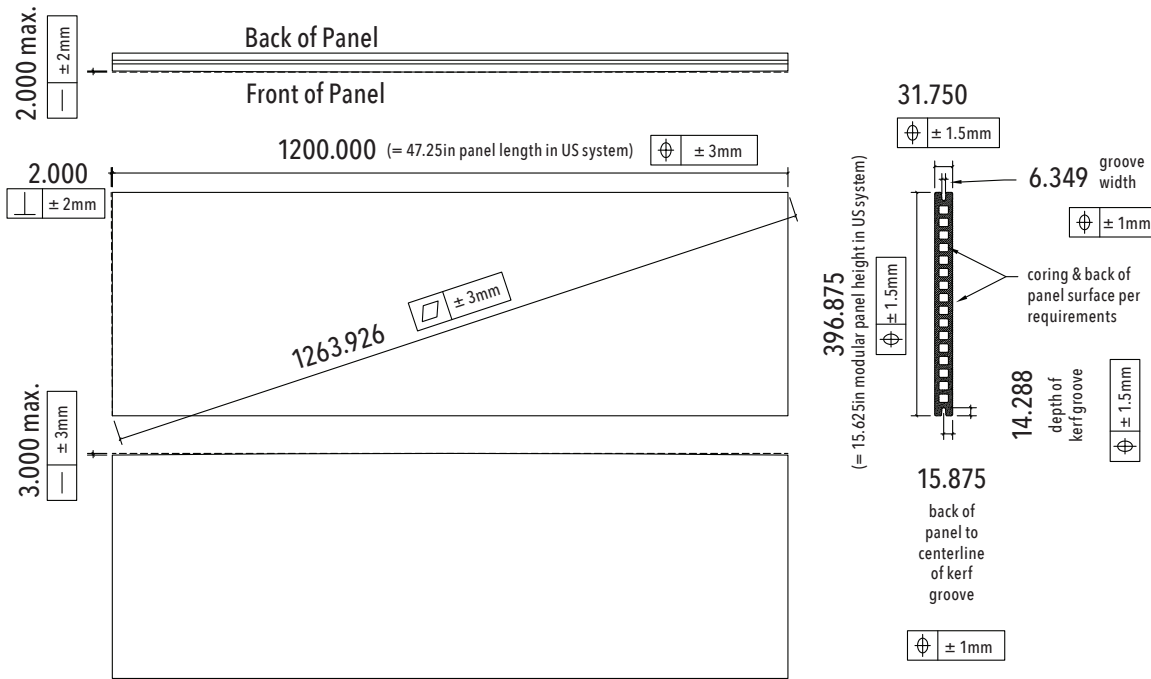 Back of Panel
Front of Panel
2.000 max.
± 2mm
1200.000 (= 47.25in panel length in US system)
± 3mm
2.000
± 2mm
1263.926
± 3mm
3.000 max.
± 3mm
31.750
± 1.5mm
6.349
groove
width
± 1mm
396.875
(= 15.625in modular panel height in US system)
± 1.5mm
coring & back of
panel surface per
requirements
14.288
depth of
kerf groove
± 1.5mm
15.875
back of
panel to
centerline
of kerf
groove
± 1mm